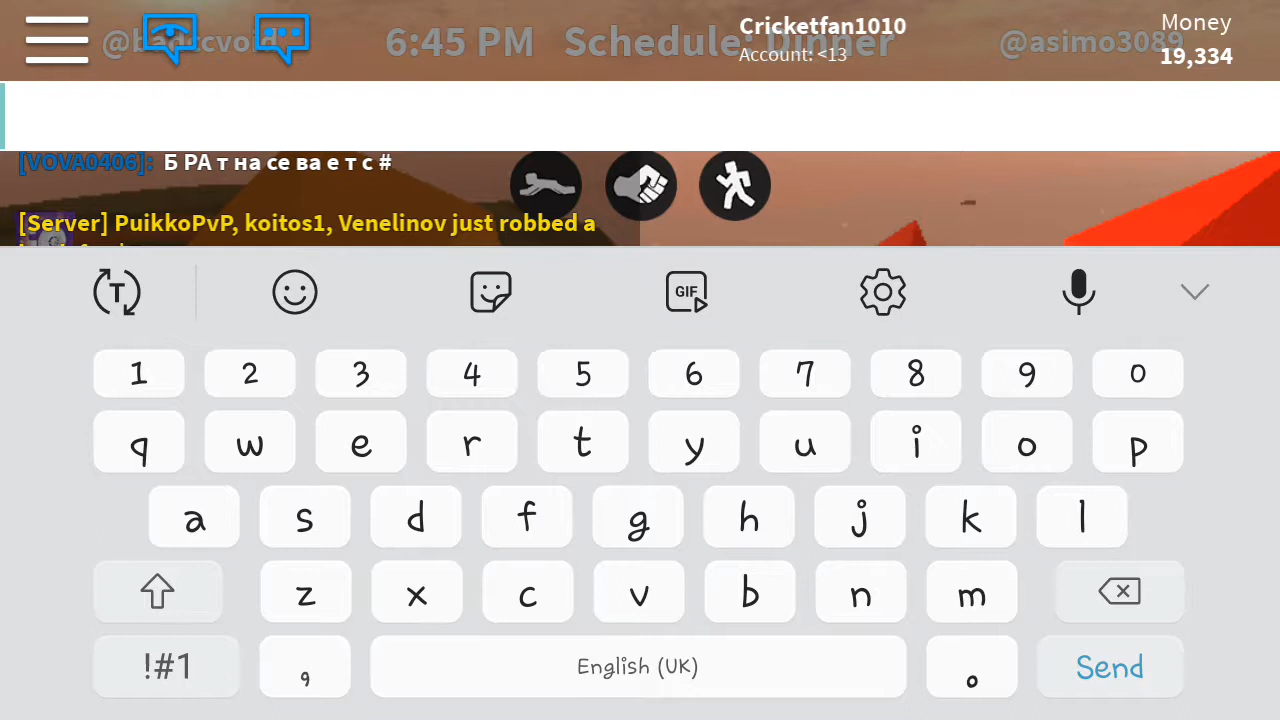 @badccvoid 6:45 PM Schedule: Dinner @asimo3089
Cricketfan1010
Account: <13
Money
19,334
[VOVA0406]: Б РА т на се ва е т с #
[Server] PuikkoPvP, koitos1, Venelinov just robbed a
T GIF
1 2 3 4 5 6 7 8 9 0
q w e r t y u i o p
a s d f g h j k l
z x c v b n m
!#1 , English (UK) . Send